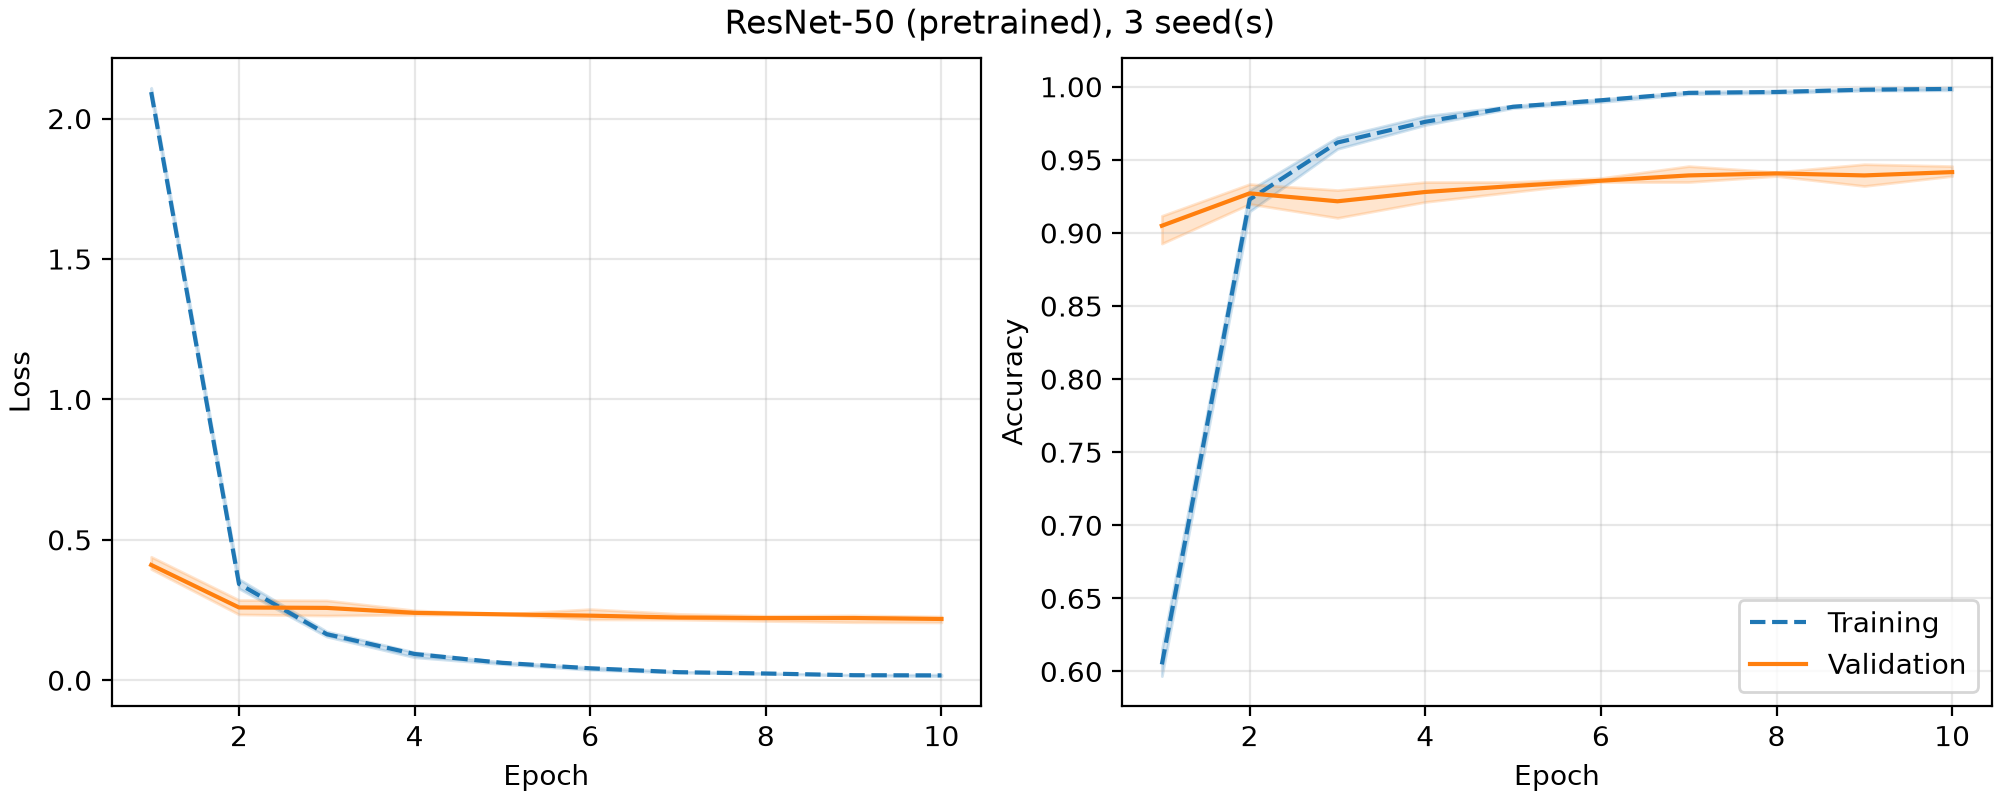 ResNet-50 (pretrained), 3 seed(s)
Loss
2.0
1.5
1.0
0.5
0.0
2 4 6 8 10
Epoch
Accuracy
1.00
0.95
0.90
0.85
0.80
0.75
0.70
0.65
0.60
Training
Validation
2 4 6 8 10
Epoch